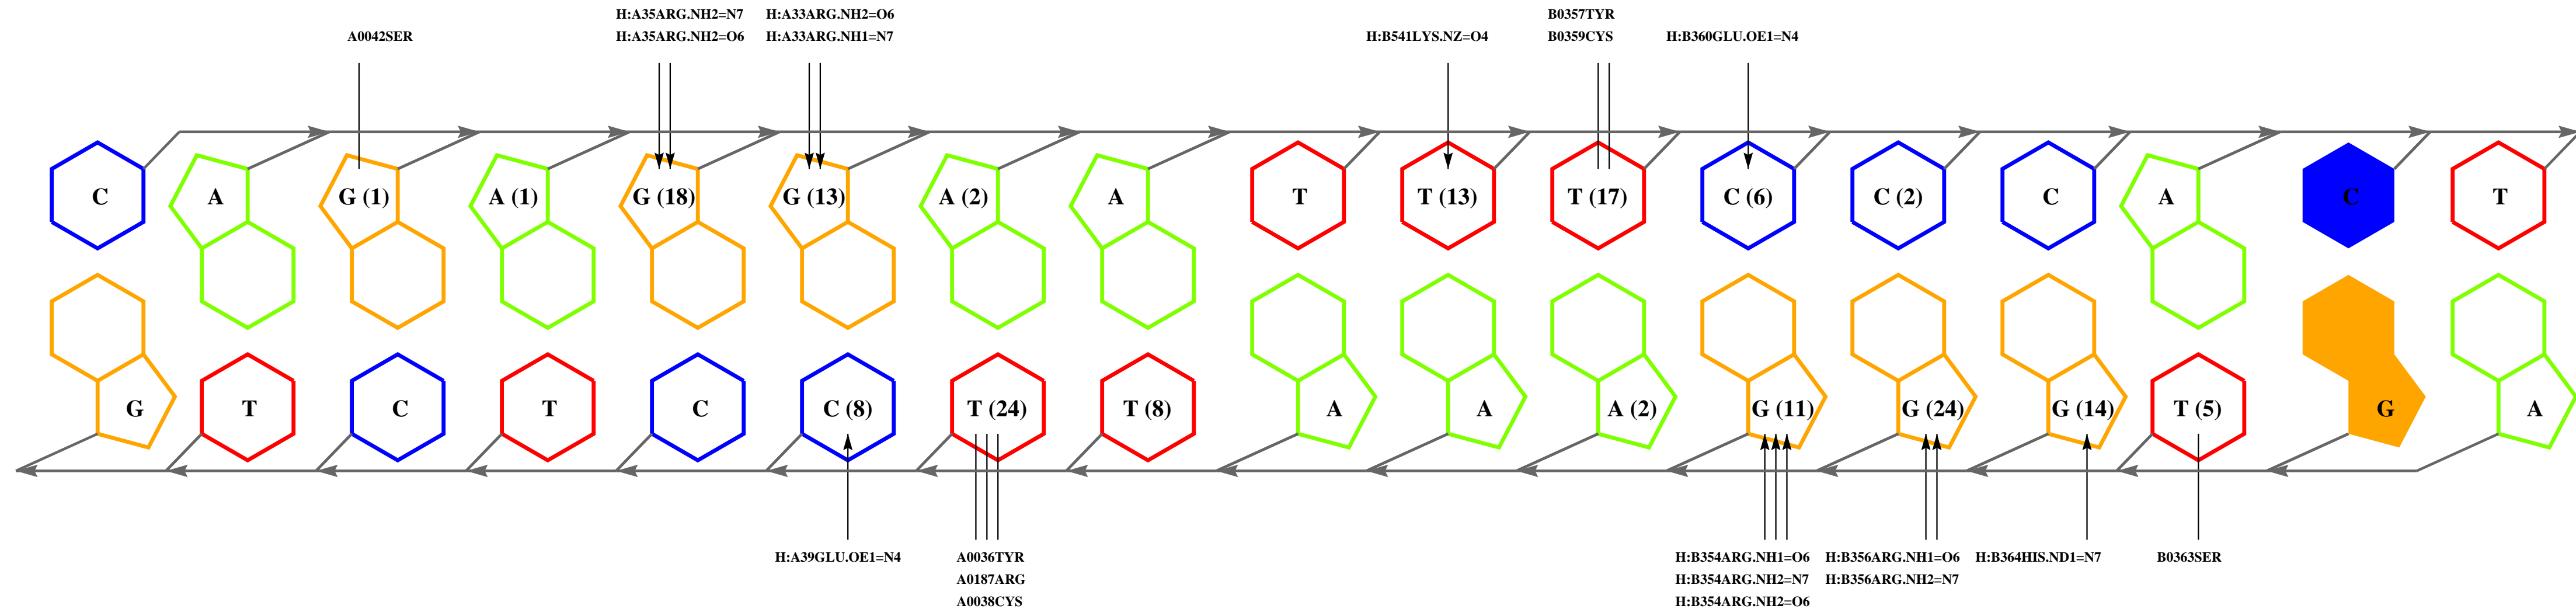 H:A35ARG.NH2=N7 H:A33ARG.NH2=O6 B0357TYR
A0042SER H:A35ARG.NH2=O6 H:A33ARG.NH1=N7 H:B541LYS.NZ=O4 B0359CYS H:B360GLU.OE1=N4
C A G (1) A (1) G (18) G (13) A (2) A T T (13) T (17) C (6) C (2) C A C T
G T C T C C (8) T (24) T (8) A A A (2) G (11) G (24) G (14) T (5) G A
H:A39GLU.OE1=N4 A0036TYR H:B354ARG.NH1=O6 H:B356ARG.NH1=O6 H:B364HIS.ND1=N7 B0363SER
A0187ARG H:B354ARG.NH2=N7 H:B356ARG.NH2=N7
A0038CYS H:B354ARG.NH2=O6